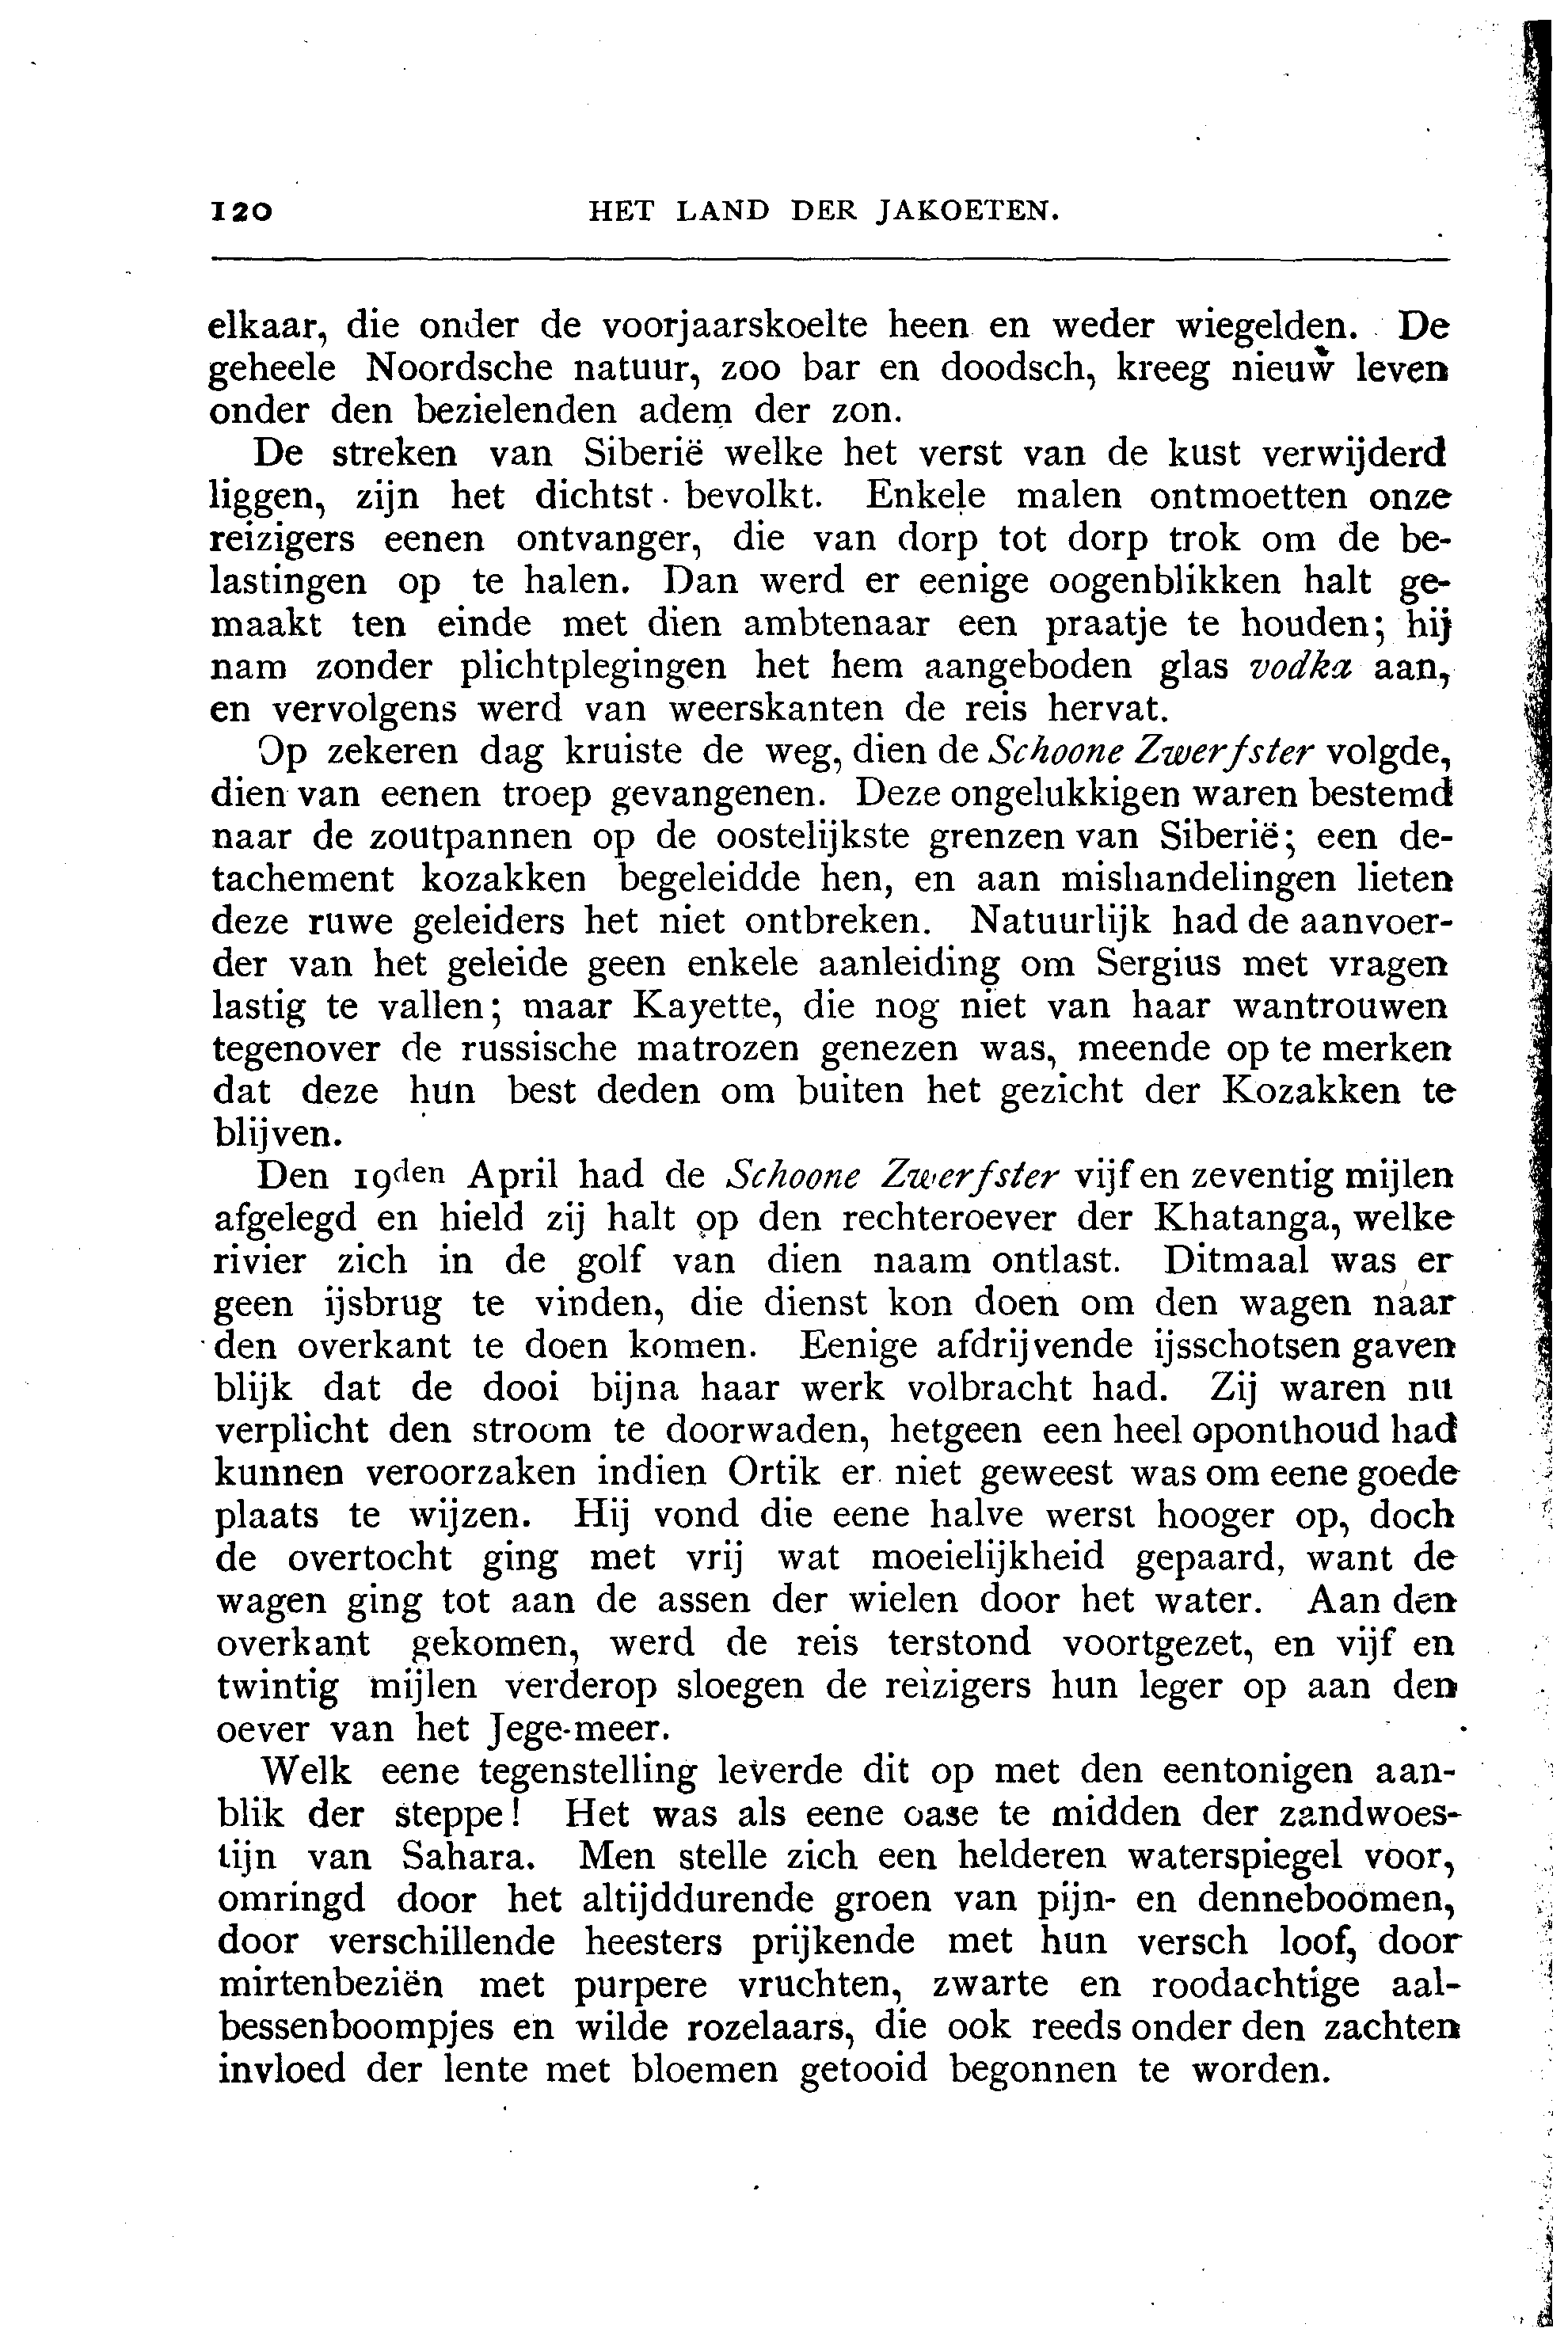 120 HET LAND DER JAKOETEN.
elkaar, die onder de voorjaarskoelte heen en weder wiegelden. De
geheele Noordsche natuur, zoo bar en doodsch, kreeg nieuw leven
onder den bezielenden adem der zon.
De streken van Siberië welke het verst van de kust verwijderd
liggen, zijn het dichtst bevolkt. Enkele malen ontmoetten onze
reizigers eenen ontvanger, die van dorp tot dorp trok om de be-
lastingen op te halen. Dan werd er eenige oogenblikken halt ge-
maakt ten einde met dien ambtenaar een praatje te houden; hij
nam zonder plichtplegingen het hem aangeboden glas vodka aan,
en vervolgens werd van weerskanten de reis hervat.
Op zekeren dag kruiste de weg, dien de Schoone Zwerfster volgde,
dien van eenen troep gevangenen. Deze ongelukkigen waren bestemd
naar de zoutpannen op de oostelijkste grenzen van Siberië; een de-
tachement kozakken begeleidde hen, en aan mishandelingen lieten
deze ruwe geleiders het niet ontbreken. Natuurlijk had de aanvoer-
der van het geleide geen enkele aanleiding om Sergius met vragen
lastig te vallen; maar Kayette, die nog niet van haar wantrouwen
tegenover de russische matrozen genezen was, meende op te merken
dat deze hun best deden om buiten het gezicht der Kozakken te
blijven.
Den 19den April had de Schoone Zwerfster vijf en zeventig mijlen
afgelegd en hield zij halt op den rechteroever der Khatanga, welke
rivier zich in de golf van dien naam ontlast. Ditmaal was er
geen ijsbrug te vinden, die dienst kon doen om den wagen naar
den overkant te doen komen. Eenige afdrijvende ijsschotsen gaven
blijk dat de dooi bijna haar werk volbracht had. Zij waren nu
verplicht den stroom te doorwaden, hetgeen een heel oponthoud had
kunnen veroorzaken indien Ortik er niet geweest was om eene goede
plaats te wijzen. Hij vond die eene halve werst hooger op, doch
de overtocht ging met vrij wat moeielijkheid gepaard, want de
wagen ging tot aan de assen der wielen door het water. Aan den
overkant gekomen, werd de reis terstond voortgezet, en vijf en
twintig mijlen verderop sloegen de reizigers hun leger op aan den
oever van het Jege-meer.
Welk eene tegenstelling leverde dit op met den eentonigen aan-
blik der steppe! Het was als eene oase te midden der zandwoes-
tijn van Sahara. Men stelle zich een helderen waterspiegel voor,
omringd door het altijddurende groen van pijn- en denneboomen,
door verschillende heesters prijkende met hun versch loof, door
mirtenbeziën met purpere vruchten, zwarte en roodachtige aal-
bessenboompjes en wilde rozelaars, die ook reeds onder den zachten
invloed der lente met bloemen getooid begonnen te worden.